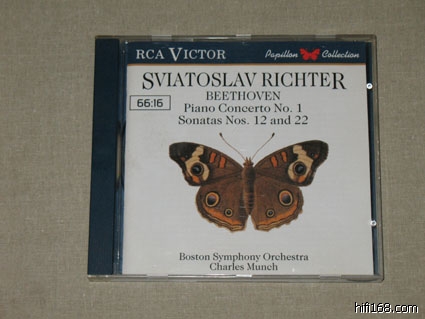 RCA VICTOR
Papillon Collection
SVIATOSLAV RICHTER
BEETHOVEN
66:16
Piano Concerto No. 1
Sonatas Nos. 12 and 22
Boston Symphony Orchestra
Charles Munch
hifi168.com